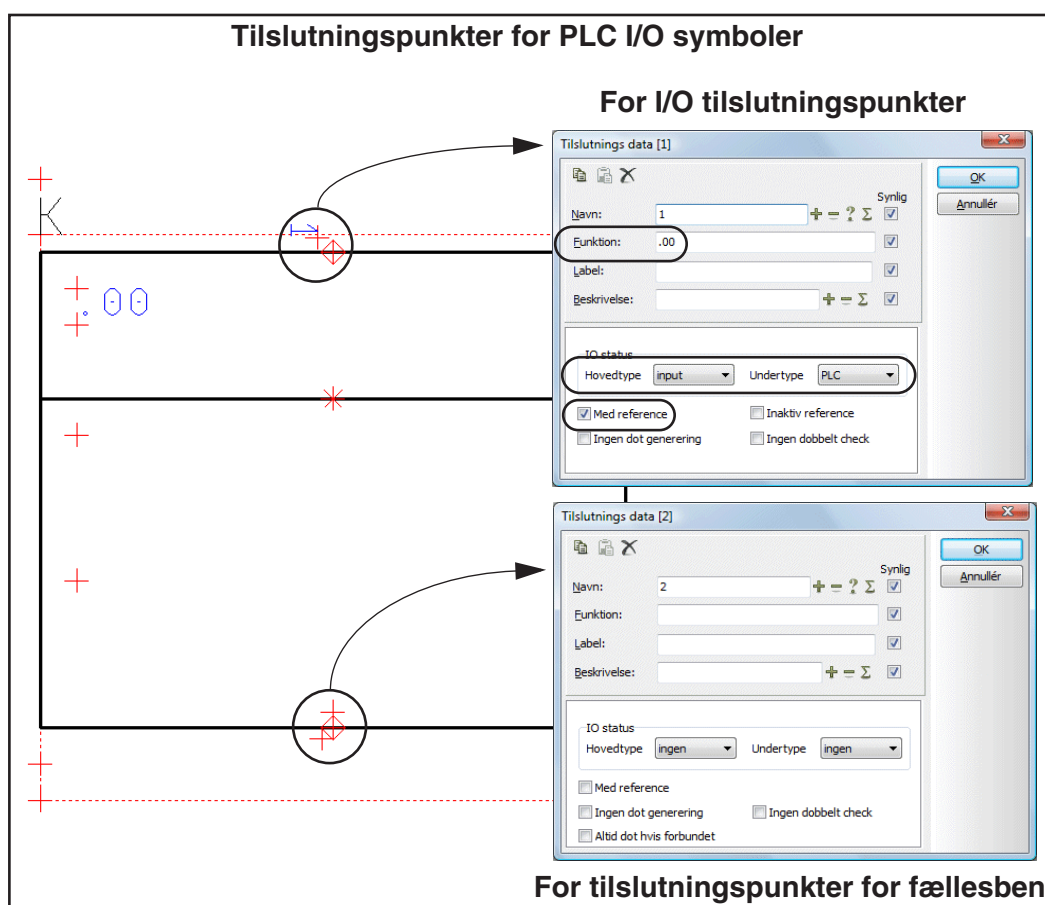 Tilslutningspunkter for PLC I/O symboler
For I/O tilslutningspunkter
Tilslutnings data [1]
OK
Synlig
Annullér
Navn: 1
Funktion: .00
Label:
Beskrivelse:
IO status
Hovedtype input Undertype PLC
Med reference Inaktiv reference
Ingen dot generering Ingen dobbelt check
K
1
.00
Tilslutnings data [2]
OK
Synlig
Annullér
Navn: 2
Funktion:
Label:
Beskrivelse:
IO status
Hovedtype ingen Undertype ingen
Med reference
Ingen dot generering Ingen dobbelt check
Altid dot hvis forbundet
For tilslutningspunkter for fællesben